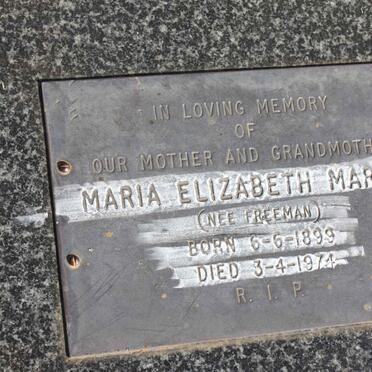 IN LOVING MEMORY
OF
OUR MOTHER AND GRANDMOTH
MARIA ELIZABETH MAR
(NEE FREEMAN)
BORN 6-6-1899
DIED 3-4-1974
R. I. P.